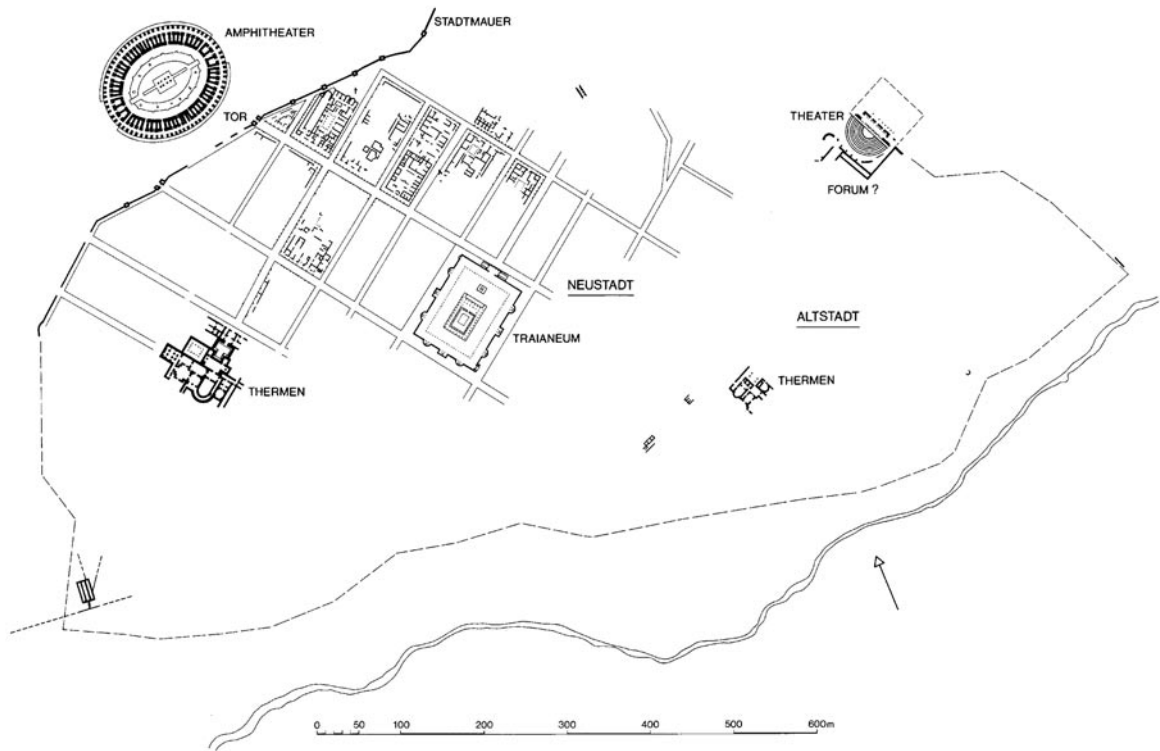 STADTMAUER
AMPHITHEATER
TOR
THEATER
FORUM ?
NEUSTADT
ALTSTADT
TRAIANEUM
THERMEN
THERMEN
0 50 100 200 300 400 500 600m